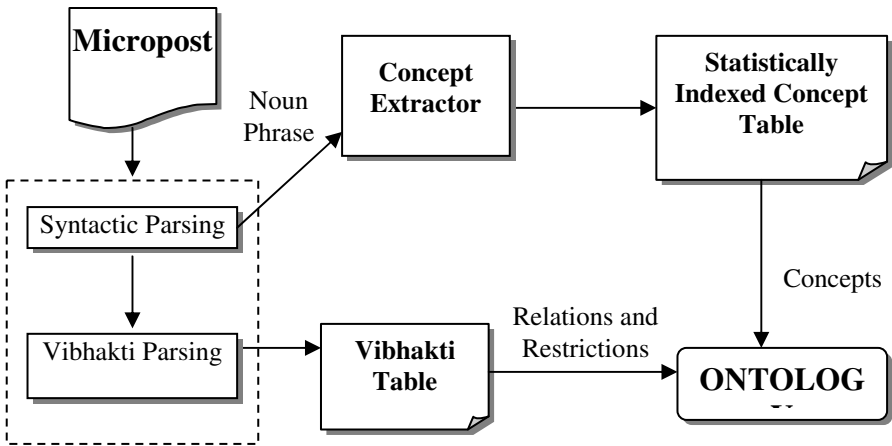 Micropost
Concept
Extractor
Statistically
Indexed Concept
Table
Noun
Phrase
Syntactic Parsing
Concepts
Vibhakti Parsing
Vibhakti
Table
Relations and
Restrictions
ONTOLOG